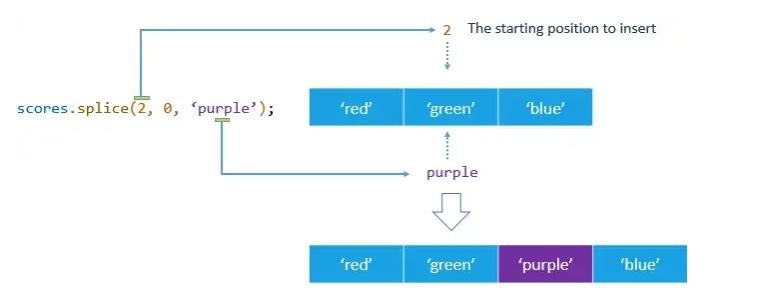 2 The starting position to insert
scores.splice(2, 0, ‘purple’);
‘red’ ‘green’ ‘blue’
purple
‘red’ ‘green’ ‘purple’ ‘blue’